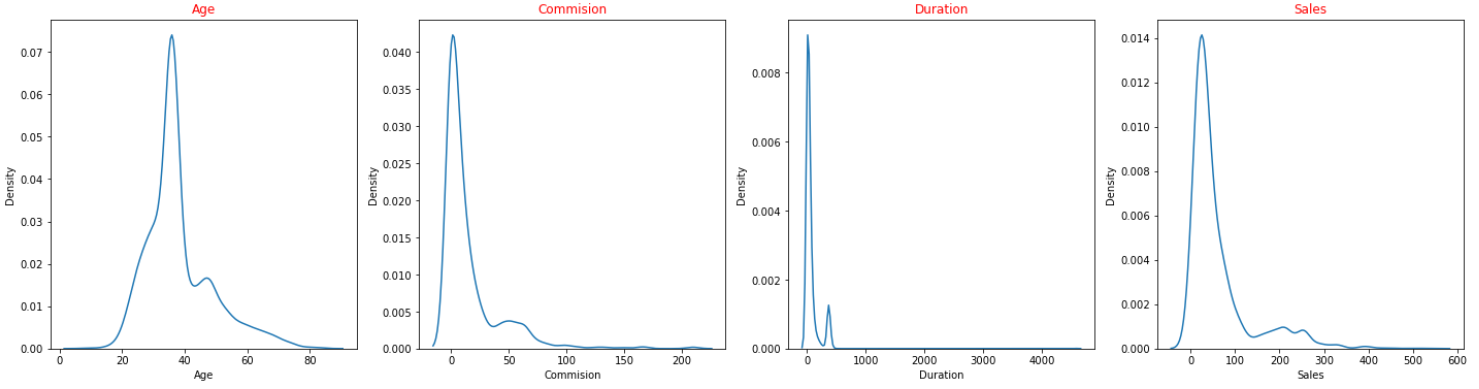 Age
Commision
Duration
Sales
0.07
0.06
0.05
0.04
0.03
0.02
0.01
0.00
Density
0 20 40 60 80
Age
0.040
0.035
0.030
0.025
0.020
0.015
0.010
0.005
0.000
Density
0 50 100 150 200
Commision
0.008
0.006
0.004
0.002
0.000
Density
0 1000 2000 3000 4000
Duration
0.014
0.012
0.010
0.008
0.006
0.004
0.002
0.000
Density
0 100 200 300 400 500 600
Sales